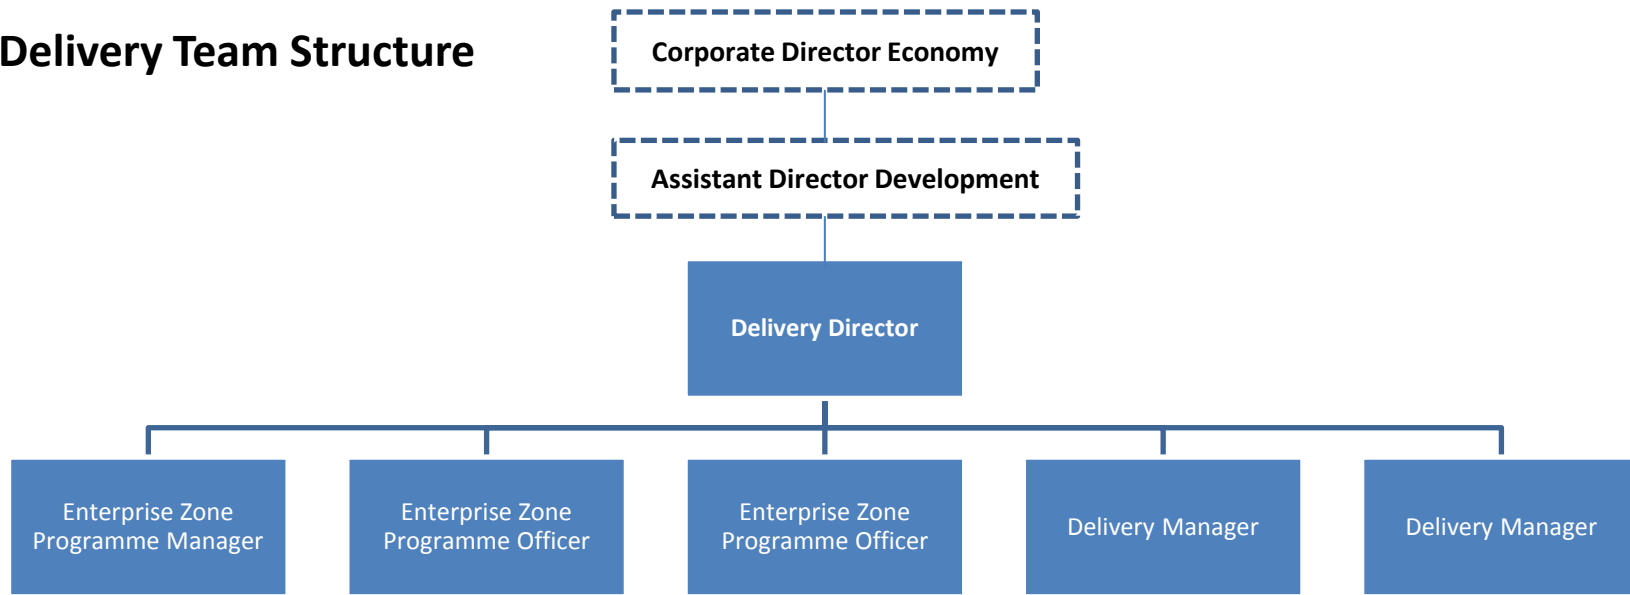 Delivery Team Structure
Corporate Director Economy
Assistant Director Development
Delivery Director
Enterprise Zone
Programme Manager
Enterprise Zone
Programme Officer
Enterprise Zone
Programme Officer
Delivery Manager
Delivery Manager